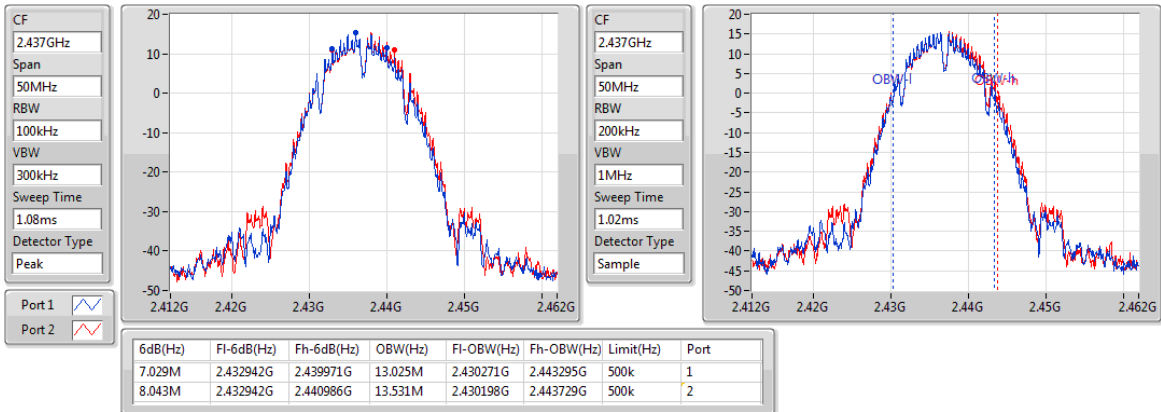 CF
2.437GHz
Span
50MHz
RBW
100kHz
VBW
300kHz
Sweep Time
1.08ms
Detector Type
Peak
Port 1
Port 2
20
10
0
-10
-20
-30
-40
-50
2.412G 2.42G 2.43G 2.44G 2.45G 2.462G
CF
2.437GHz
Span
50MHz
RBW
200kHz
VBW
1MHz
Sweep Time
1.02ms
Detector Type
Sample
20
15
10
5
0
-5
-10
-15
-20
-25
-30
-35
-40
-45
-50
OBW-l
2.412G 2.42G 2.43G 2.44G 2.45G 2.462G
6dB(Hz) Fl-6dB(Hz) Fh-6dB(Hz) OBW(Hz) Fl-OBW(Hz) Fh-OBW(Hz) Limit(Hz) Port
7.029M 2.432942G 2.439971G 13.025M 2.430271G 2.443295G 500k 1
8.043M 2.432942G 2.440986G 13.531M 2.430198G 2.443729G 500k 2